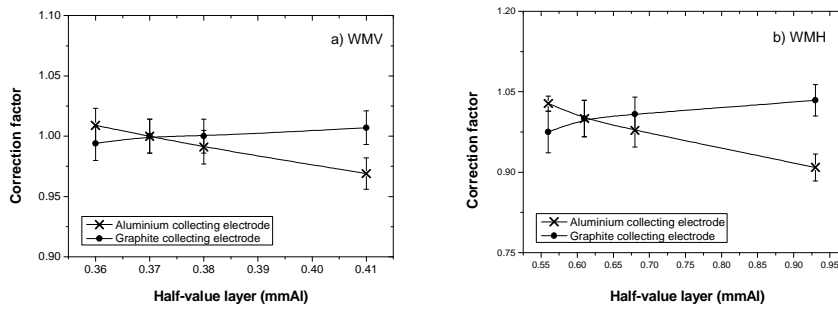 a) WMV
1.10
1.05
1.00
0.95
0.90
Correction factor
Aluminium collecting electrode
Graphite collecting electrode
0.36 0.37 0.38 0.39 0.40 0.41
Half-value layer (mmAl)
b) WMH
1.20
1.05
0.90
0.75
Correction factor
Aluminium collecting electrode
Graphite collecting electrode
0.55 0.60 0.65 0.70 0.75 0.80 0.85 0.90 0.95
Half-value layer (mmAl)